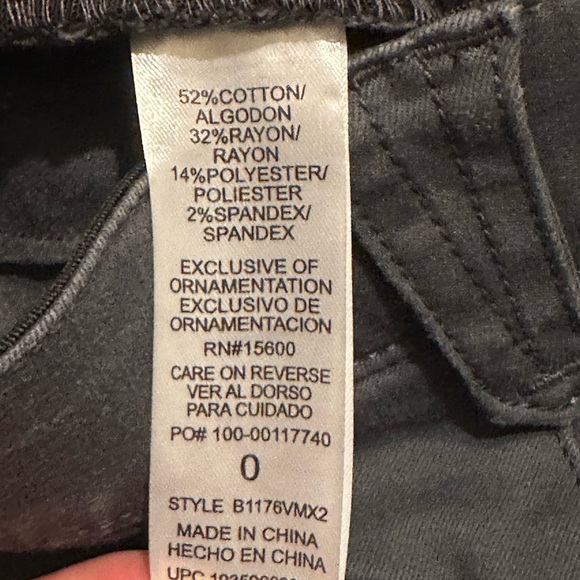 52%COTTON/
ALGODON
32%RAYON/
RAYON
14%POLYESTER/
POLIESTER
2%SPANDEX/
SPANDEX
EXCLUSIVE OF
ORNAMENTATION
EXCLUSIVO DE
ORNAMENTACION
RN#15600
CARE ON REVERSE
VER AL DORSO
PARA CUIDADO
PO# 100-00117740
0
STYLE B1176VMX2
MADE IN CHINA
HECHO EN CHINA
UPC